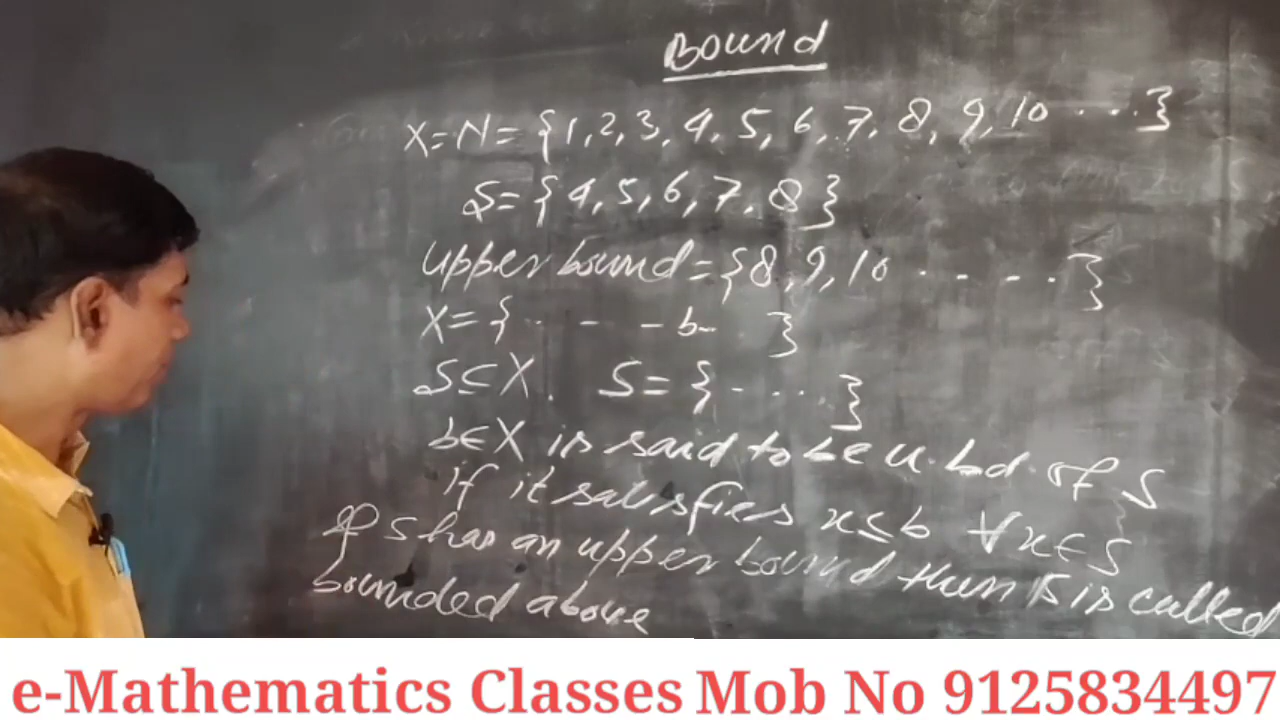 Bound
X=N={1,2,3,4,5,6,7,8,9,10 ....}
S={4,5,6,7,8}
upper bound={8,9,10 - - - - .}
X={. - - - b- . }
S⊆X. S={- ....}
b∈X is said to be u.bd. of S
If it satisfies x≤b ∀x∈S
If S has an upper bound then S is called
bounded above
e-Mathematics Classes Mob No 9125834497